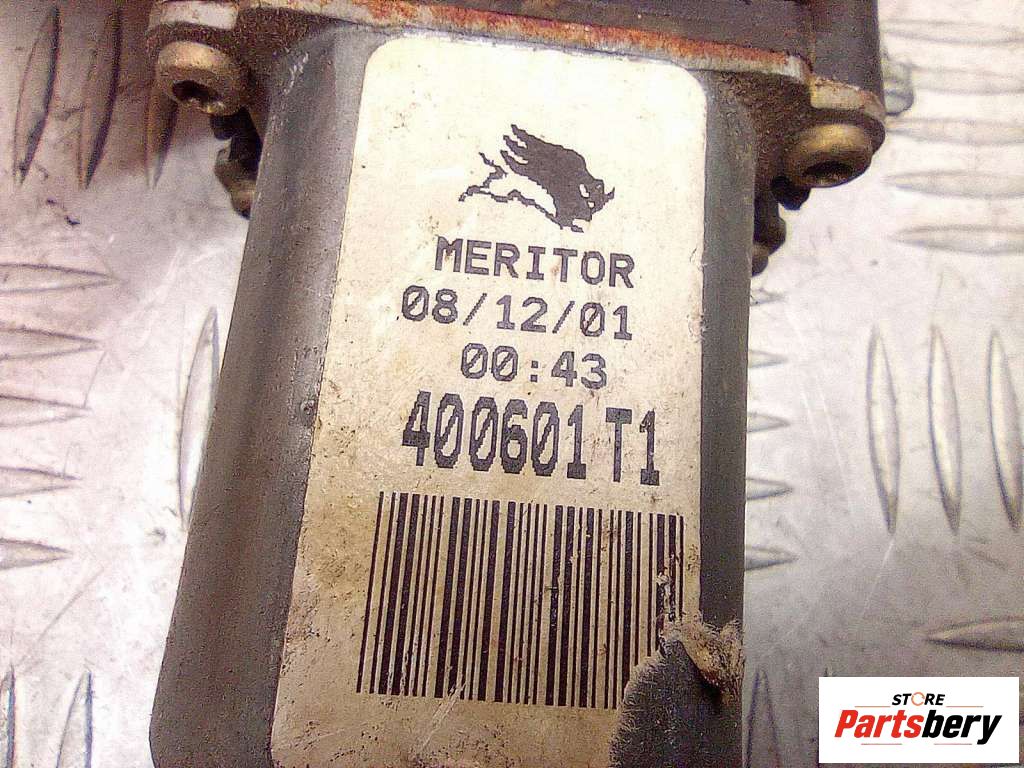 MERITOR
08/12/01
00:43
400601 T1
STORE
Partsbery